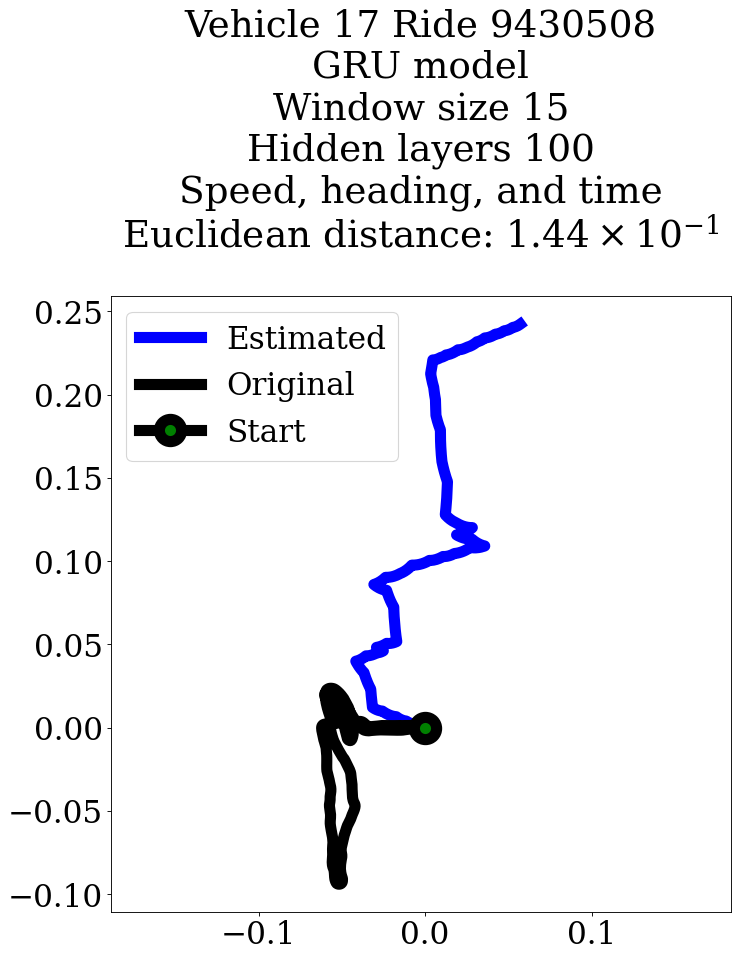 Vehicle 17 Ride 9430508
GRU model
Window size 15
Hidden layers 100
Speed, heading, and time
Euclidean distance: 1.44 × 10⁻¹
Estimated
Original
Start
0.25
0.20
0.15
0.10
0.05
0.00
−0.05
−0.10
−0.1
0.0
0.1